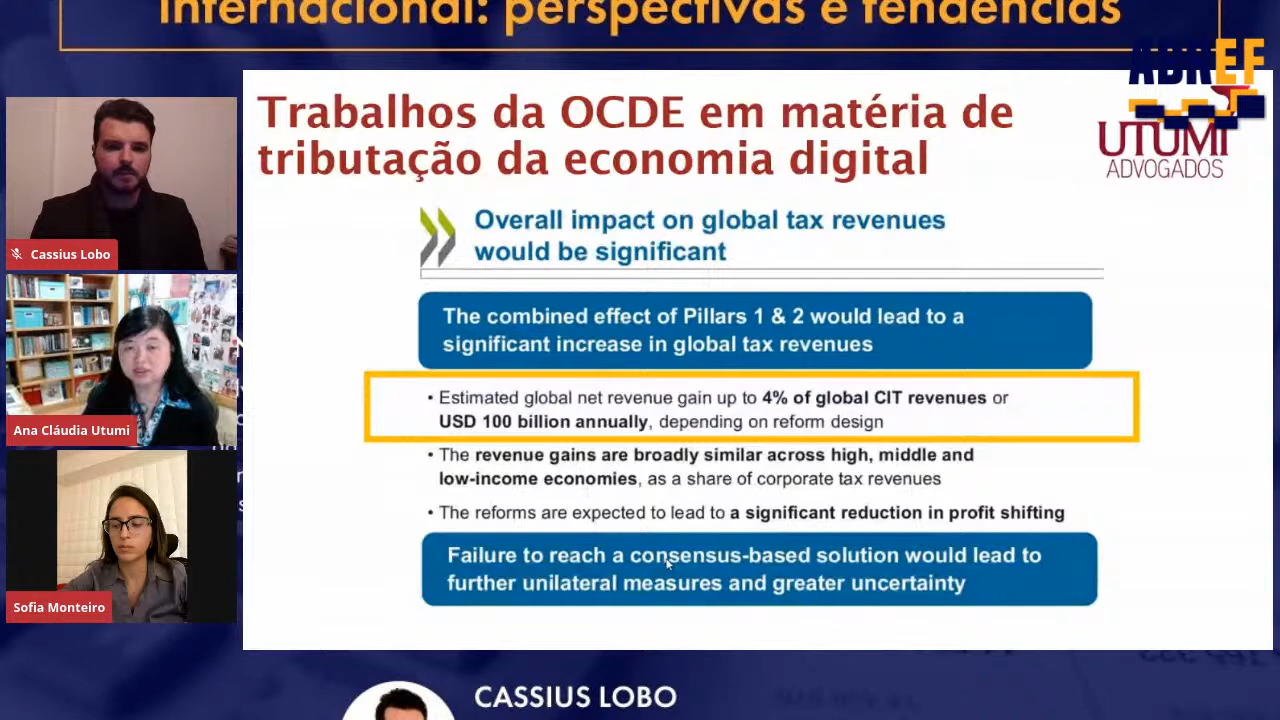 internacional: perspectivas e tendências
ABREF
UTUMI
ADVOGADOS
Trabalhos da OCDE em matéria de
tributação da economia digital
Overall impact on global tax revenues
would be significant
The combined effect of Pillars 1 & 2 would lead to a
significant increase in global tax revenues
• Estimated global net revenue gain up to 4% of global CIT revenues or
USD 100 billion annually, depending on reform design
• The revenue gains are broadly similar across high, middle and
low-income economies, as a share of corporate tax revenues
• The reforms are expected to lead to a significant reduction in profit shifting
Failure to reach a consensus-based solution would lead to
further unilateral measures and greater uncertainty
Cassius Lobo
Ana Cláudia Utumi
Sofia Monteiro
CASSIUS LOBO